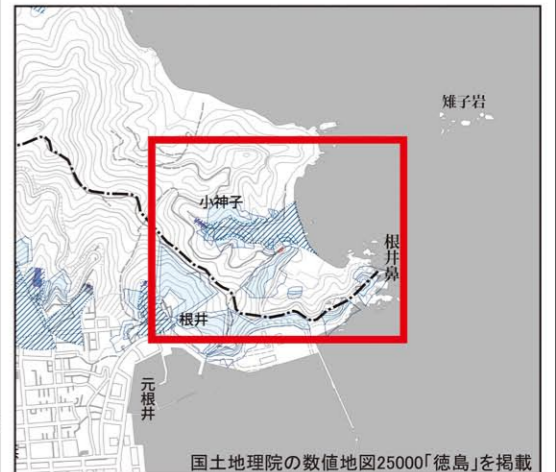 雉子岩
小神子
根井鼻
根井
元根井
国土地理院の数値地図25000「徳島」を掲載